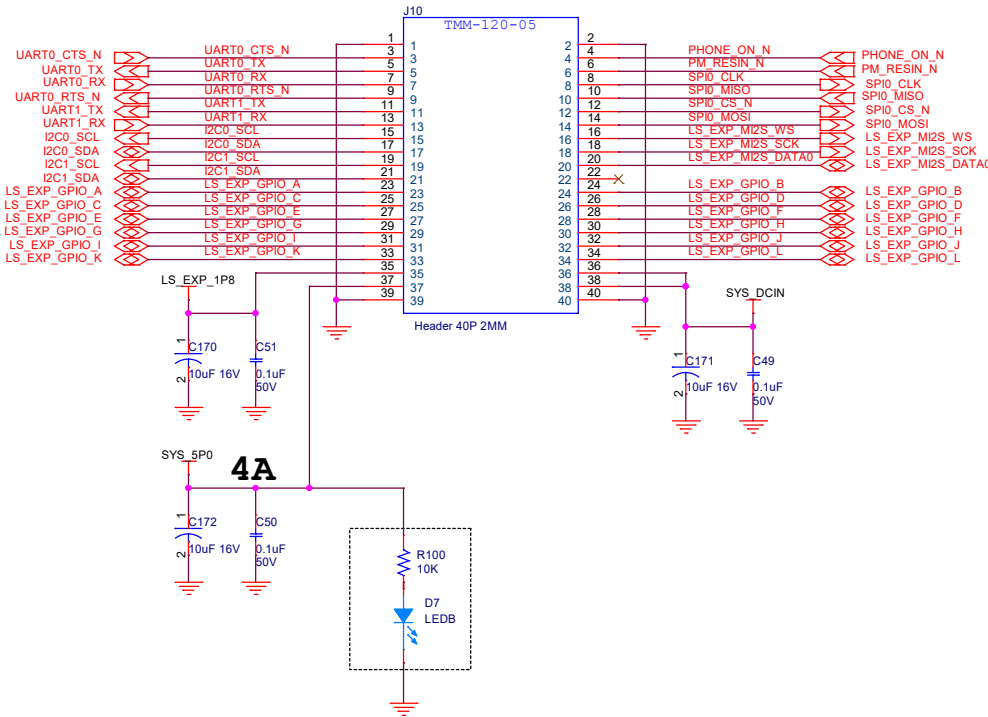 J10
TMM-120-05
1 1 2 2
3 3 4 4
UART0_CTS_N UART0_CTS_N PHONE_ON_N PHONE_ON_N
5 5 6 6
UART0_TX UART0_TX PM_RESIN_N PM_RESIN_N
7 7 8 8
UART0_RX UART0_RX SPI0_CLK SPI0_CLK
9 9 10 10
UART0_RTS_N UART0_RTS_N SPI0_MISO SPI0_MISO
11 11 12 12
UART1_TX UART1_TX SPI0_CS_N SPI0_CS_N
13 13 14 14
UART1_RX UART1_RX SPI0_MOSI SPI0_MOSI
15 15 16 16
I2C0_SCL I2C0_SCL LS_EXP_MI2S_WS LS_EXP_MI2S_WS
17 17 18 18
I2C0_SDA I2C0_SDA LS_EXP_MI2S_SCK LS_EXP_MI2S_SCK
19 19 20 20
I2C1_SCL I2C1_SCL LS_EXP_MI2S_DATA0 LS_EXP_MI2S_DATA0
21 21 22 22
I2C1_SDA I2C1_SDA
23 23 24 24
LS_EXP_GPIO_A LS_EXP_GPIO_A LS_EXP_GPIO_B LS_EXP_GPIO_B
25 25 26 26
LS_EXP_GPIO_C LS_EXP_GPIO_C LS_EXP_GPIO_D LS_EXP_GPIO_D
27 27 28 28
LS_EXP_GPIO_E LS_EXP_GPIO_E LS_EXP_GPIO_F LS_EXP_GPIO_F
29 29 30 30
LS_EXP_GPIO_G LS_EXP_GPIO_G LS_EXP_GPIO_H LS_EXP_GPIO_H
31 31 32 32
LS_EXP_GPIO_I LS_EXP_GPIO_I LS_EXP_GPIO_J LS_EXP_GPIO_J
33 33 34 34
LS_EXP_GPIO_K LS_EXP_GPIO_K LS_EXP_GPIO_L LS_EXP_GPIO_L
35 35 36 36
37 37 38 38
39 39 40 40
Header 40P 2MM
LS_EXP_1P8
1 2
C170
10uF 16V
C51
0.1uF
50V
SYS_DCIN
1 2
C171
10uF 16V
C49
0.1uF
50V
SYS_5P0
4A
1 2
C172
10uF 16V
C50
0.1uF
50V
R100
10K
D7
LEDB